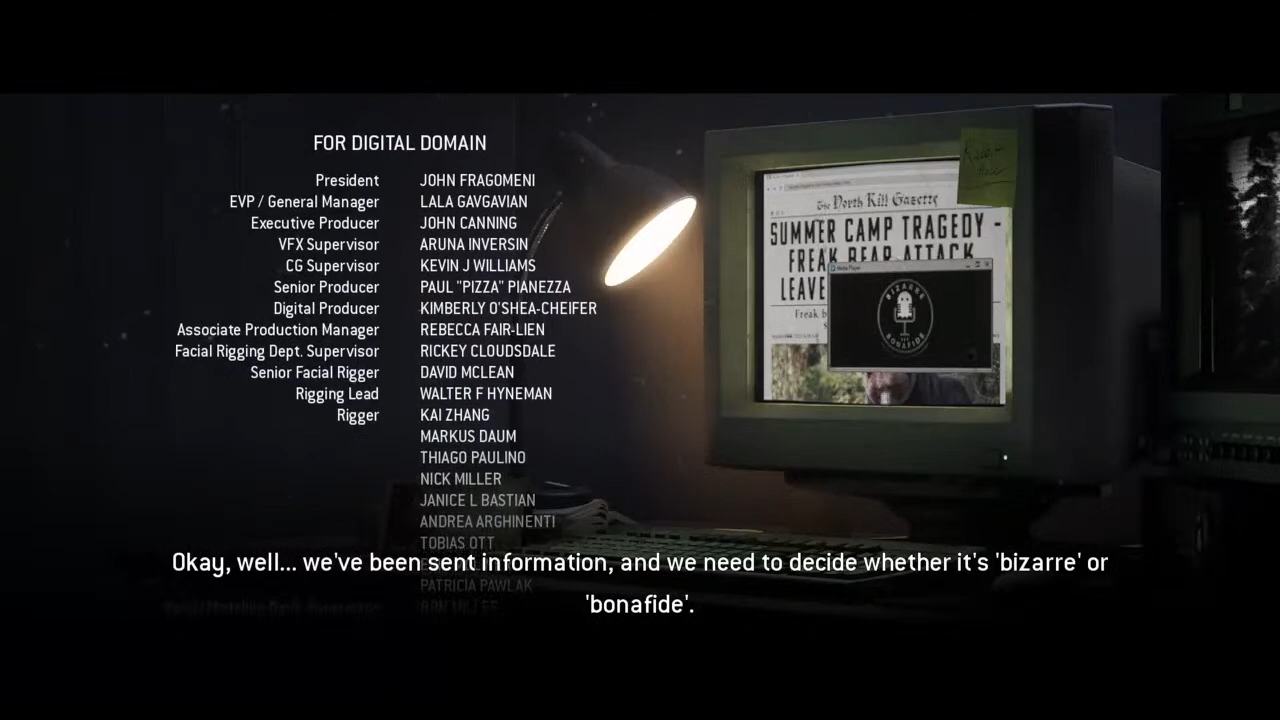 FOR DIGITAL DOMAIN
President JOHN FRAGOMENI
EVP / General Manager LALA GAVGAVIAN
Executive Producer JOHN CANNING
VFX Supervisor ARUNA INVERSIN
CG Supervisor KEVIN J WILLIAMS
Senior Producer PAUL "PIZZA" PIANEZZA
Digital Producer KIMBERLY O'SHEA-CHEIFER
Associate Production Manager REBECCA FAIR-LIEN
Facial Rigging Dept. Supervisor RICKEY CLOUDSDALE
Senior Facial Rigger DAVID MCLEAN
Rigging Lead WALTER F HYNEMAN
Rigger KAI ZHANG
MARKUS DAUM
THIAGO PAULINO
NICK MILLER
JANICE L BASTIAN
ANDREA ARGHINENTI
TOBIAS OTT
PATRICIA PAWLAK
The North Kill Gazette
SUMMER CAMP TRAGEDY -
FREAK BEAR ATTACK
LEAVE
Freak b
Media Player
BIZARRE
BONAFIDE
Okay, well... we've been sent information, and we need to decide whether it's 'bizarre' or
'bonafide'.